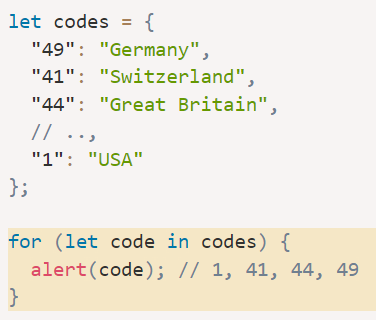 let codes = {
  "49": "Germany",
  "41": "Switzerland",
  "44": "Great Britain",
  // ..,
  "1": "USA"
};

for (let code in codes) {
  alert(code); // 1, 41, 44, 49
}